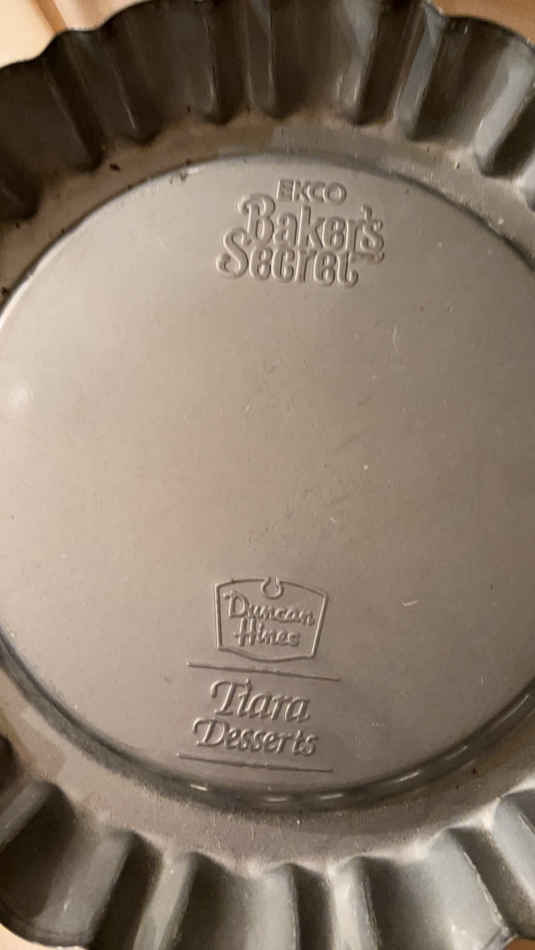 EKCO
Baker's
Secret
Duncan
Hines
Tiara
Desserts